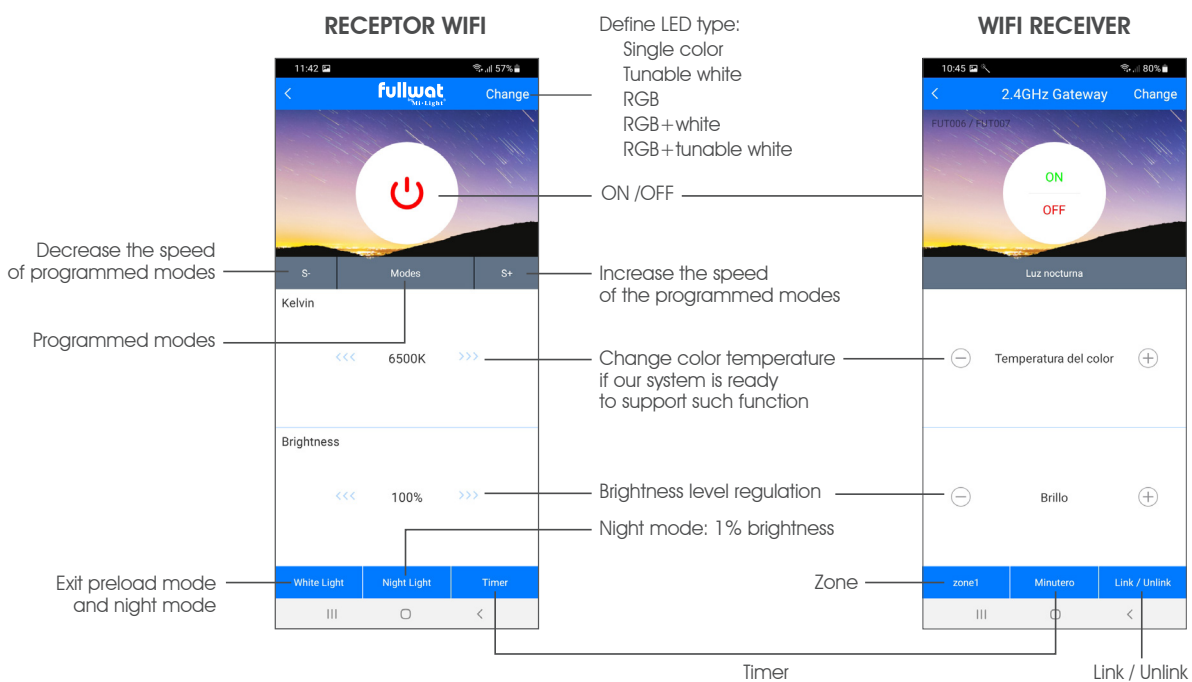 RECEPTOR WIFI
Define LED type:
Single color
Tunable white
RGB
RGB+white
RGB+tunable white
WIFI RECEIVER
11:42 57%
fullwat
by Mi·Light
Change
10:45 80%
2.4GHz Gateway Change
FUT006 / FUT007
ON
OFF
ON /OFF
Decrease the speed
of programmed modes
S- Modes S+
Increase the speed
of the programmed modes
Luz nocturna
Kelvin
Programmed modes
<<< 6500K >>>
Change color temperature
if our system is ready
to support such function
Temperatura del color
Brightness
<<< 100% >>>
Brightness level regulation
Brillo
Night mode: 1% brightness
Exit preload mode
and night mode
White Light Night Light Timer
Zone
zone1 Minutero Link / Unlink
Timer
Link / Unlink